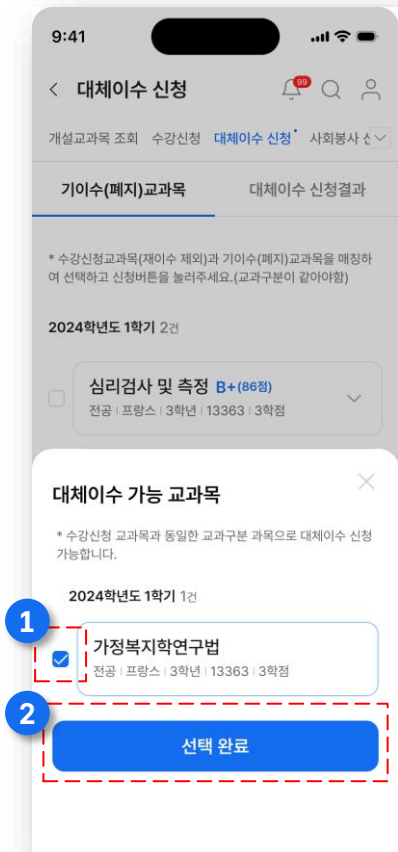 9:41
대체이수 신청
99
개설교과목 조회 수강신청 대체이수 신청 사회봉사
기이수(폐지)교과목 대체이수 신청결과
* 수강신청교과목(재이수 제외)과 기이수(폐지)교과목을 매칭하
여 선택하고 신청버튼을 눌러주세요.(교과구분이 같아야함)
2024학년도 1학기 2건
심리검사 및 측정 B+(86점)
전공 | 프랑스 | 3학년 | 13363 | 3학점
대체이수 가능 교과목
* 수강신청 교과목과 동일한 교과구분 과목으로 대체이수 신청
가능합니다.
2024학년도 1학기 1건
1
가정복지학연구법
전공 | 프랑스 | 3학년 | 13363 | 3학점
2
선택 완료